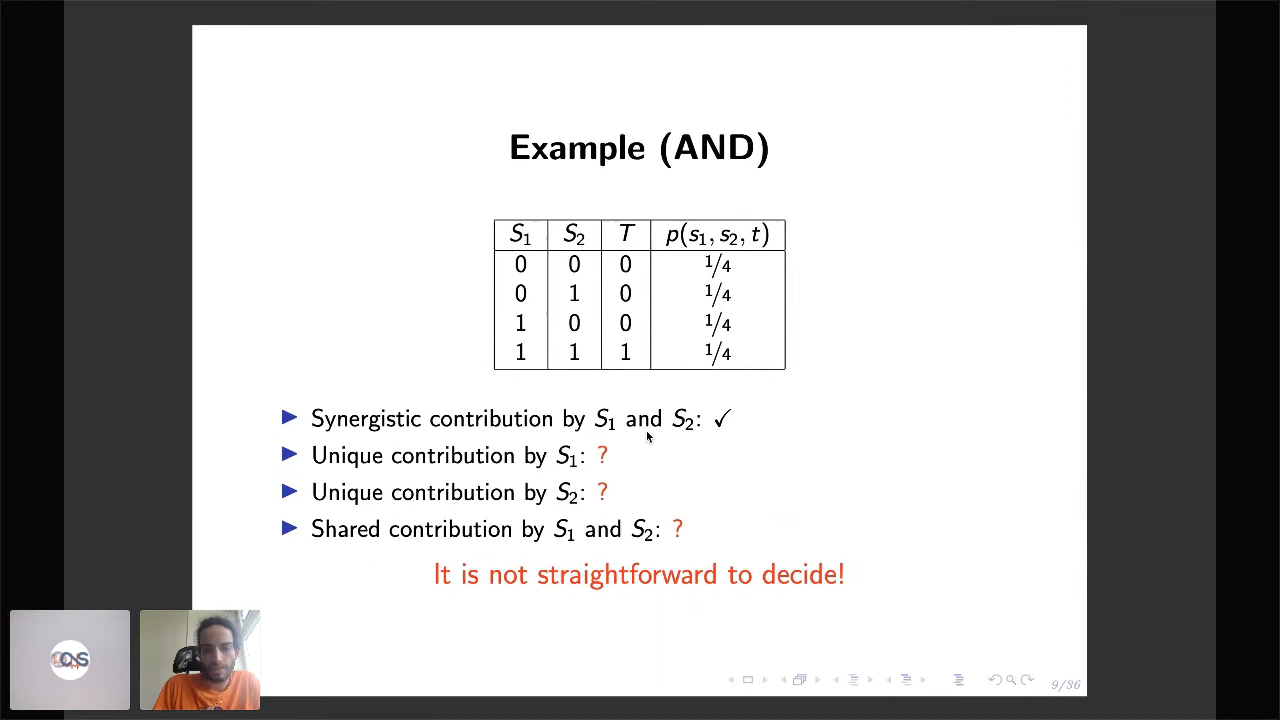 Example (AND)
S1 S2 T p(s1, s2, t)
0 0 0 1/4
0 1 0 1/4
1 0 0 1/4
1 1 1 1/4
▶ Synergistic contribution by S1 and S2: ✓
▶ Unique contribution by S1: ?
▶ Unique contribution by S2: ?
▶ Shared contribution by S1 and S2: ?
It is not straightforward to decide!
9/36